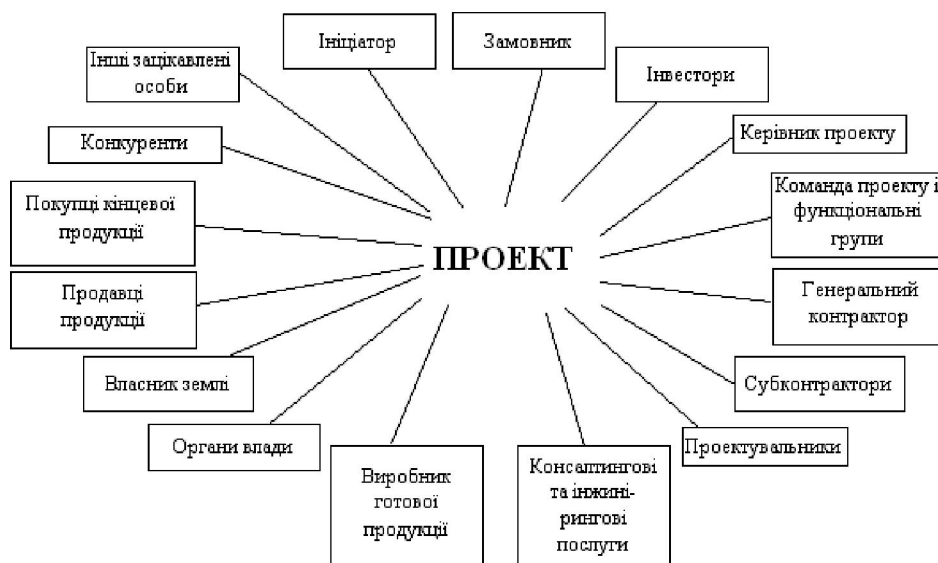 Ініціатор
Замовник
Інвестори
Керівник проекту
Команда проекту і
функціональні
групи
Генеральний
контрактор
Субконтрактори
Проектувальники
Консалтингові
та інжині-
рингові
послуги
Виробник
готової
продукції
Органи влади
Власник землі
Продавці
продукції
Покупці кінцевої
продукції
Конкуренти
Інші зацікавлені
особи
ПРОЕКТ